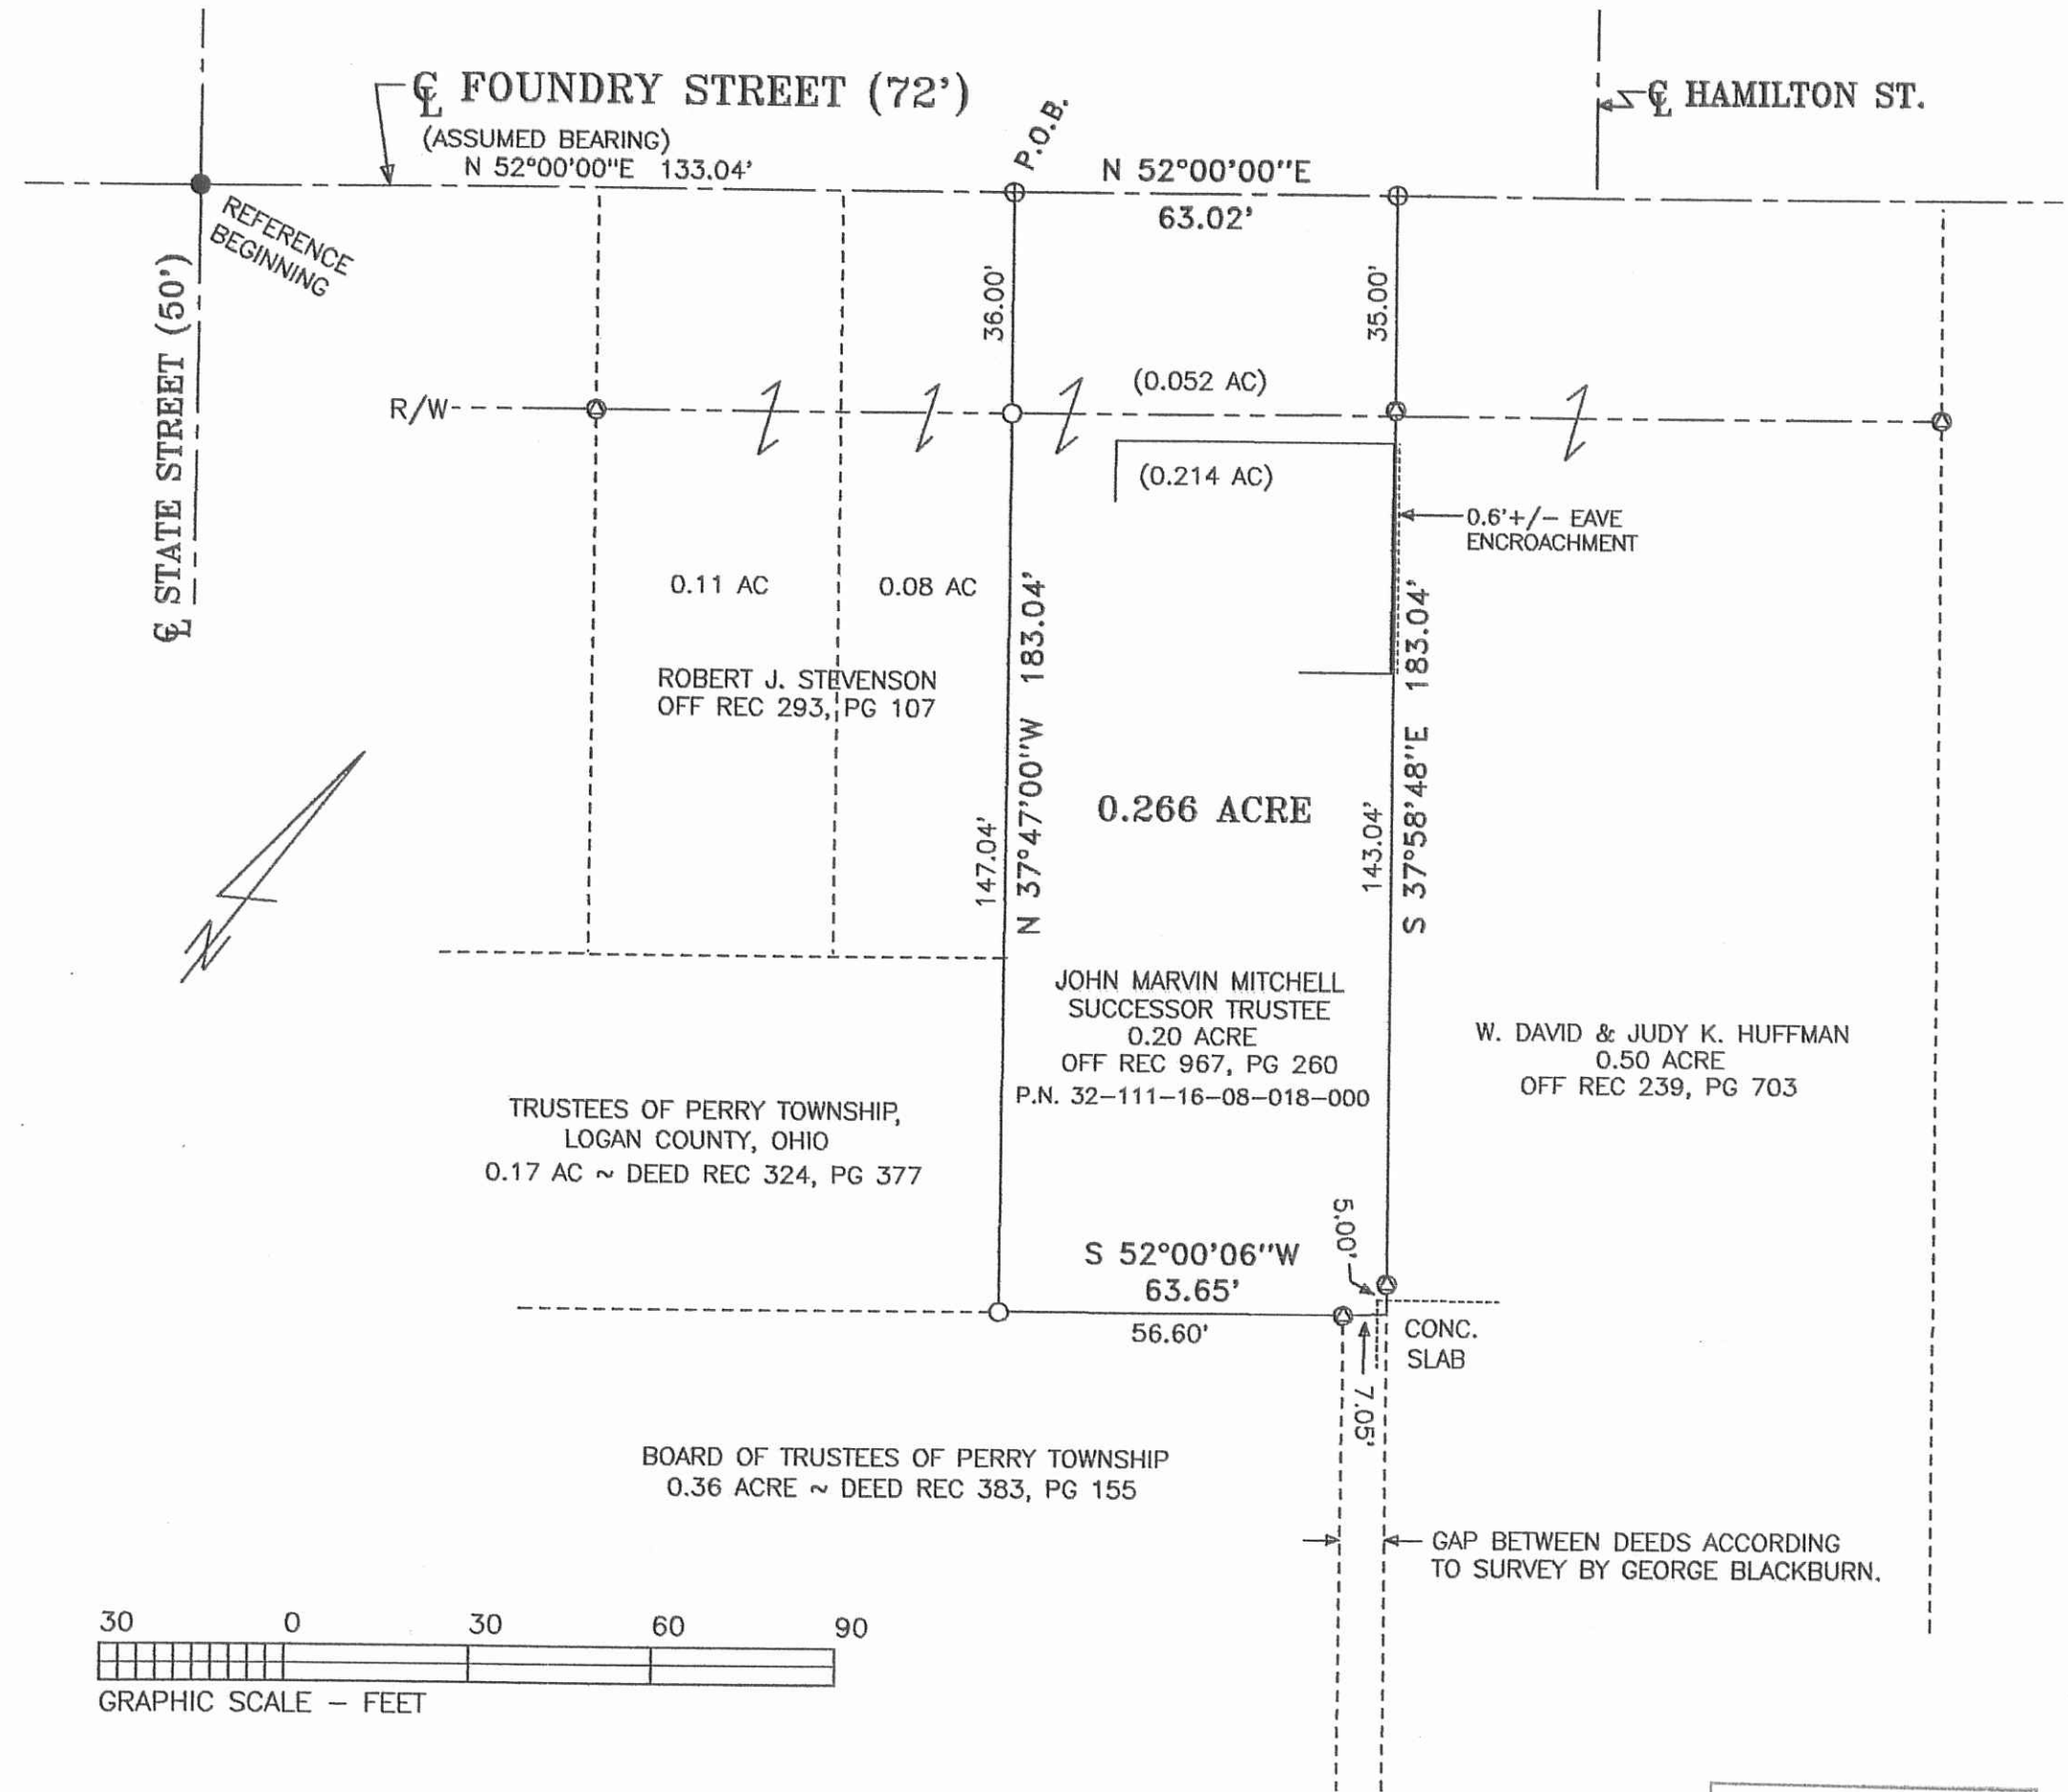 ℄ FOUNDRY STREET (72')
(ASSUMED BEARING)
N 52°00'00"E 133.04'
P.O.B.
N 52°00'00"E
63.02'
℄ HAMILTON ST.
REFERENCE
BEGINNING
℄ STATE STREET (50')
36.00'
35.00'
R/W
(0.052 AC)
(0.214 AC)
0.6'+/- EAVE
ENCROACHMENT
0.11 AC
0.08 AC
ROBERT J. STEVENSON
OFF REC 293, PG 107
N 37°47'00"W 183.04'
147.04'
0.266 ACRE
S 37°58'48"E 183.04'
143.04'
N
JOHN MARVIN MITCHELL
SUCCESSOR TRUSTEE
0.20 ACRE
OFF REC 967, PG 260
P.N. 32-111-16-08-018-000
W. DAVID & JUDY K. HUFFMAN
0.50 ACRE
OFF REC 239, PG 703
TRUSTEES OF PERRY TOWNSHIP,
LOGAN COUNTY, OHIO
0.17 AC ~ DEED REC 324, PG 377
S 52°00'06"W
63.65'
5.00'
56.60'
CONC.
SLAB
7.05'
BOARD OF TRUSTEES OF PERRY TOWNSHIP
0.36 ACRE ~ DEED REC 383, PG 155
GAP BETWEEN DEEDS ACCORDING
TO SURVEY BY GEORGE BLACKBURN.
30 0 30 60 90
GRAPHIC SCALE - FEET